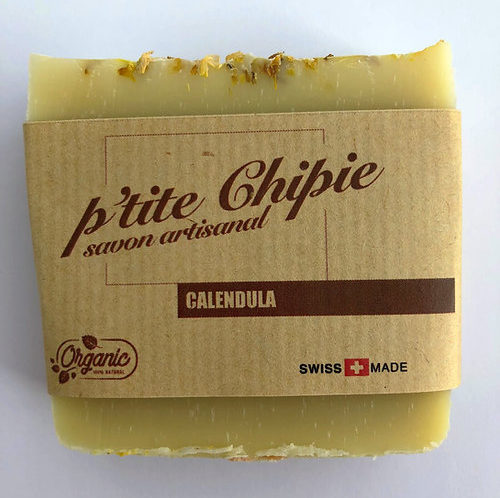 p'tite Chipie
savon artisanal
CALENDULA
Organic
100% NATURAL
SWISS MADE